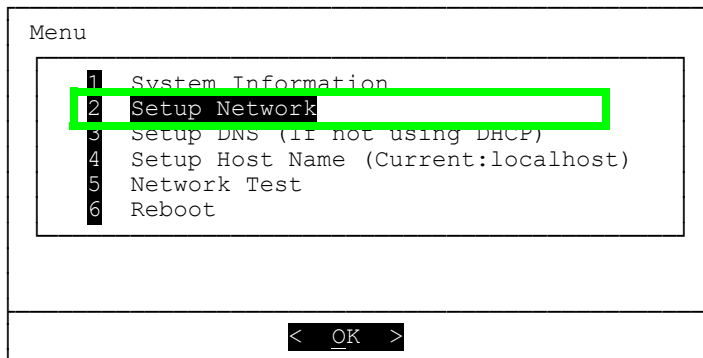 Menu
1 System Information
2 Setup Network
3 Setup DNS (If not using DHCP)
4 Setup Host Name (Current:localhost)
5 Network Test
6 Reboot
< OK >